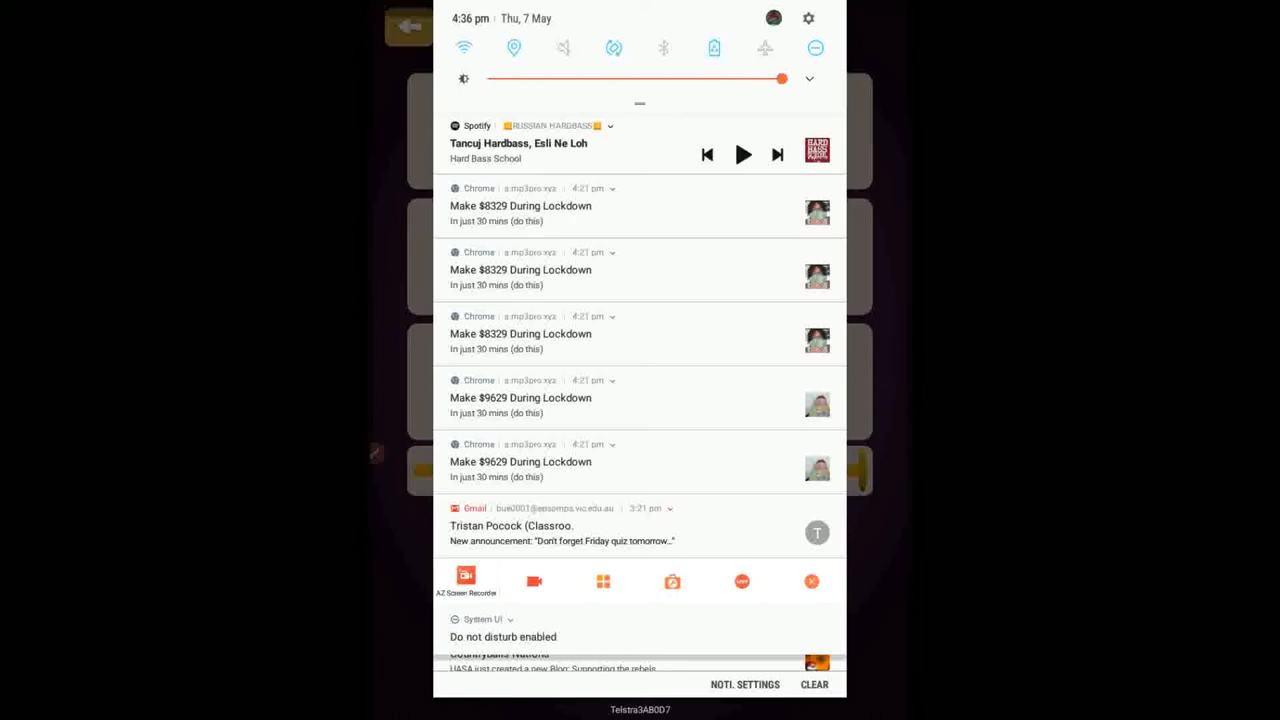 4:36 pm Thu, 7 May
Spotify RUSSIAN HARDBASS
Tancuj Hardbass, Esli Ne Loh
Hard Bass School
HARD BASS
Chrome a.mp3pro.xyz 4:21 pm
Make $8329 During Lockdown
In just 30 mins (do this)
Chrome a.mp3pro.xyz 4:21 pm
Make $8329 During Lockdown
In just 30 mins (do this)
Chrome a.mp3pro.xyz 4:21 pm
Make $8329 During Lockdown
In just 30 mins (do this)
Chrome a.mp3pro.xyz 4:21 pm
Make $9629 During Lockdown
In just 30 mins (do this)
Chrome a.mp3pro.xyz 4:21 pm
Make $9629 During Lockdown
In just 30 mins (do this)
Gmail 3:21 pm
Tristan Pocock (Classroo.
New announcement: "Don't forget Friday quiz tomorrow..."
T
AZ Screen Recorder
System UI
Do not disturb enabled
Countryballs Nations
UASA just created a new Blog: Supporting the rebels
NOTI. SETTINGS CLEAR
Telstra3AB0D7